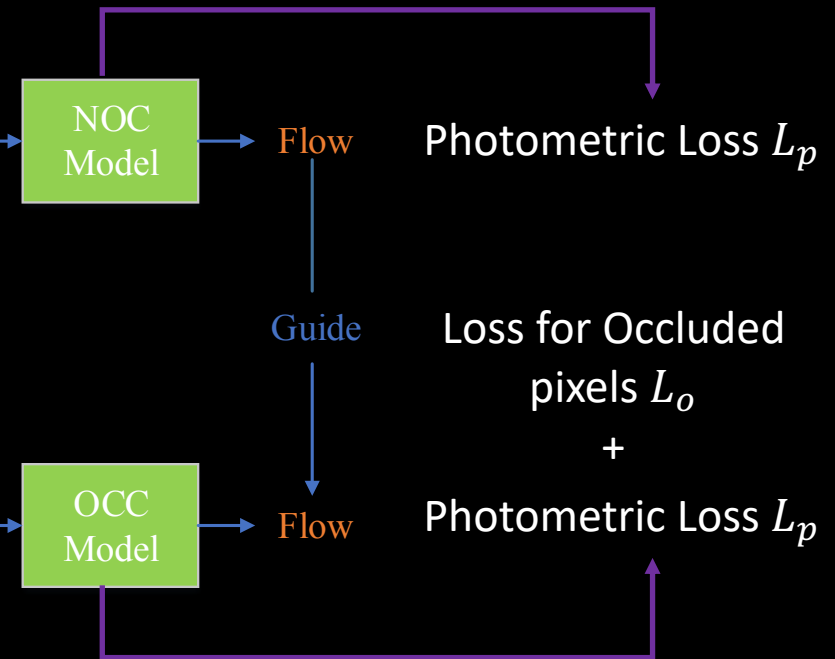 NOC
Model
Flow
Photometric Loss Lₚ
Guide
Loss for Occluded
pixels Lₒ
+
OCC
Model
Flow
Photometric Loss Lₚ